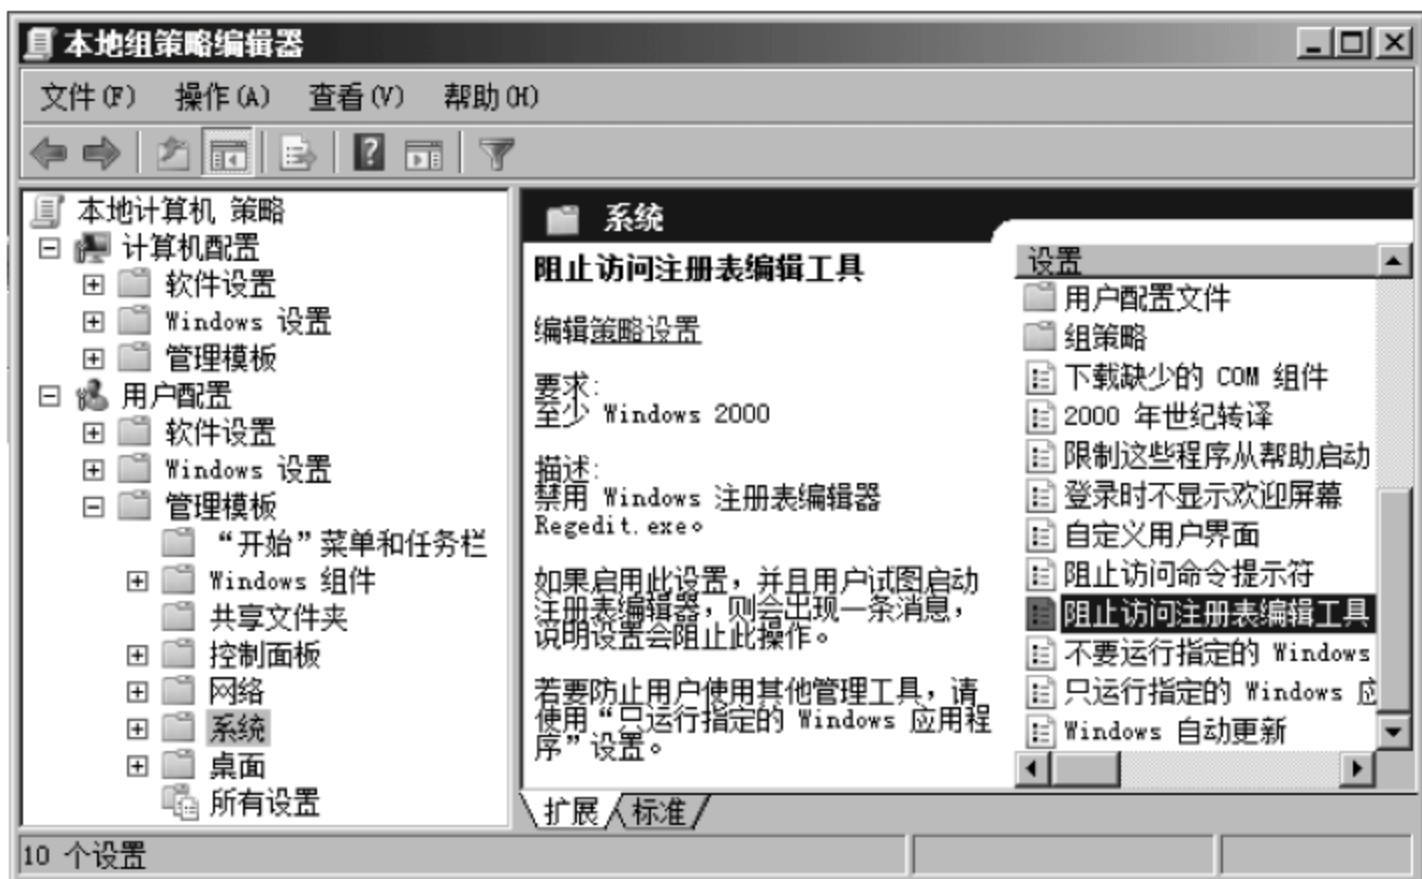 本地组策略编辑器
文件(F) 操作(A) 查看(V) 帮助(H)
本地计算机 策略
计算机配置
软件设置
Windows 设置
管理模板
用户配置
软件设置
Windows 设置
管理模板
“开始”菜单和任务栏
Windows 组件
共享文件夹
控制面板
网络
系统
桌面
所有设置
系统
阻止访问注册表编辑工具
编辑策略设置
要求:
至少 Windows 2000
描述:
禁用 Windows 注册表编辑器
Regedit.exe。
如果启用此设置，并且用户试图启动
注册表编辑器，则会出现一条消息，
说明设置会阻止此操作。
若要防止用户使用其他管理工具，请
使用“只运行指定的 Windows 应用程
序”设置。
设置
用户配置文件
组策略
下载缺少的 COM 组件
2000 年世纪转译
限制这些程序从帮助启动
登录时不显示欢迎屏幕
自定义用户界面
阻止访问命令提示符
阻止访问注册表编辑工具
不要运行指定的 Windows
只运行指定的 Windows 应
Windows 自动更新
扩展 标准
10 个设置